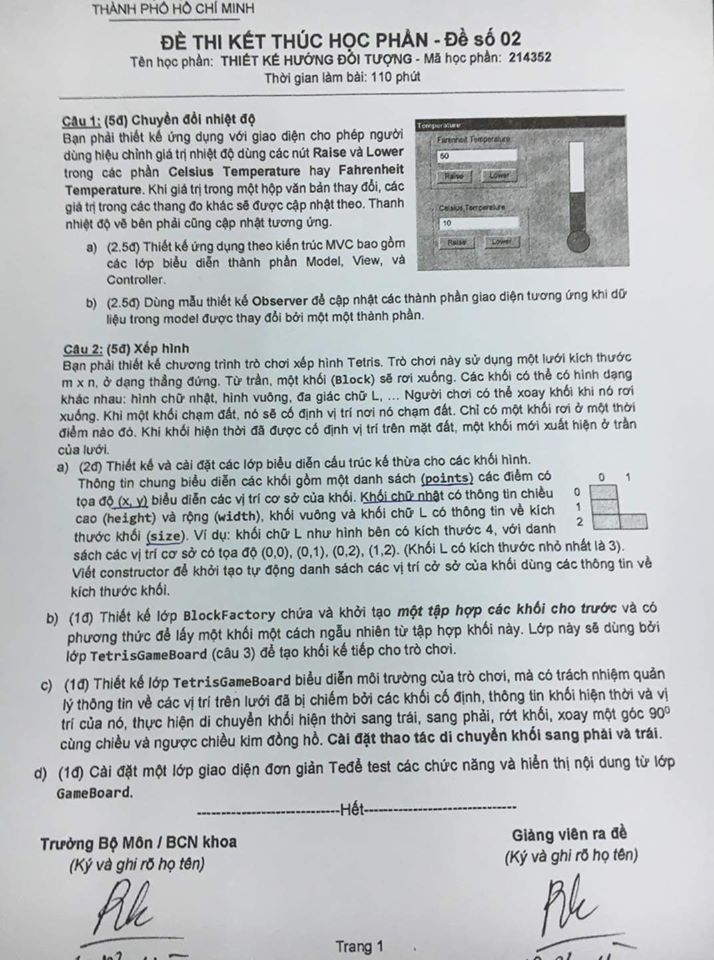 THÀNH PHỐ HỒ CHÍ MINH
ĐỀ THI KẾT THÚC HỌC PHẦN - Đề số 02
Tên học phần: THIẾT KẾ HƯỚNG ĐỐI TƯỢNG - Mã học phần: 214352
Thời gian làm bài: 110 phút
Câu 1: (5đ) Chuyển đổi nhiệt độ
Bạn phải thiết kế ứng dụng với giao diện cho phép người
dùng hiệu chỉnh giá trị nhiệt độ dùng các nút Raise và Lower
trong các phần Celsius Temperature hay Fahrenheit
Temperature. Khi giá trị trong một hộp văn bản thay đổi, các
giá trị trong các thang đo khác sẽ được cập nhật theo. Thanh
nhiệt độ vẽ bên phải cũng cập nhật tương ứng.
Temperature
Farenheit Temperature
50
Raise Lower
Celsius Temperature
10
Raise Lower
a) (2.5đ) Thiết kế ứng dụng theo kiến trúc MVC bao gồm
các lớp biểu diễn thành phần Model, View, và
Controller.
b) (2.5đ) Dùng mẫu thiết kế Observer để cập nhật các thành phần giao diện tương ứng khi dữ
liệu trong model được thay đổi bởi một một thành phần.
Câu 2: (5đ) Xếp hình
Bạn phải thiết kế chương trình trò chơi xếp hình Tetris. Trò chơi này sử dụng một lưới kích thước
m x n, ở dạng thẳng đứng. Từ trần, một khối (Block) sẽ rơi xuống. Các khối có thể có hình dạng
khác nhau: hình chữ nhật, hình vuông, đa giác chữ L, ... Người chơi có thể xoay khối khi nó rơi
xuống. Khi một khối chạm đất, nó sẽ cố định vị trí nơi nó chạm đất. Chỉ có một khối rơi ở một thời
điểm nào đó. Khi khối hiện thời đã được cố định vị trí trên mặt đất, một khối mới xuất hiện ở trần
của lưới.
a) (2đ) Thiết kế và cài đặt các lớp biểu diễn cấu trúc kế thừa cho các khối hình.
Thông tin chung biểu diễn các khối gồm một danh sách (points) các điểm có
tọa độ (x, y) biểu diễn các vị trí cơ sở của khối. Khối chữ nhật có thông tin chiều
cao (height) và rộng (width), khối vuông và khối chữ L có thông tin về kích
thước khối (size). Ví dụ: khối chữ L như hình bên có kích thước 4, với danh
sách các vị trí cơ sở có tọa độ (0,0), (0,1), (0,2), (1,2). (Khối L có kích thước nhỏ nhất là 3).
Viết constructor để khởi tạo tự động danh sách các vị trí cở sở của khối dùng các thông tin về
kích thước khối.
0 1
0
1
2
b) (1đ) Thiết kế lớp BlockFactory chứa và khởi tạo một tập hợp các khối cho trước và có
phương thức để lấy một khối một cách ngẫu nhiên từ tập hợp khối này. Lớp này sẽ dùng bởi
lớp TetrisGameBoard (câu 3) để tạo khối kế tiếp cho trò chơi.
c) (1đ) Thiết kế lớp TetrisGameBoard biểu diễn môi trường của trò chơi, mà có trách nhiệm quản
lý thông tin về các vị trí trên lưới đã bị chiếm bởi các khối cố định, thông tin khối hiện thời và vị
trí của nó, thực hiện di chuyển khối hiện thời sang trái, sang phải, rớt khối, xoay một góc 90⁰
cùng chiều và ngược chiều kim đồng hồ. Cài đặt thao tác di chuyển khối sang phải và trái.
d) (1đ) Cài đặt một lớp giao diện đơn giản Teđể test các chức năng và hiển thị nội dung từ lớp
GameBoard.
----------------------------Hết-----------------------------
Trưởng Bộ Môn / BCN khoa
(Ký và ghi rõ họ tên)
Giảng viên ra đề
(Ký và ghi rõ họ tên)
Trang 1